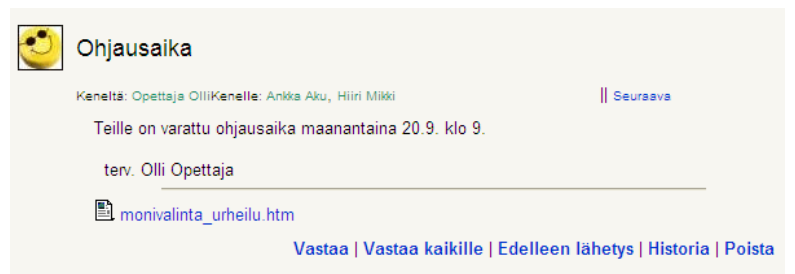 Ohjausaika
Keneltä: Opettaja OlliKenelle: Ankka Aku, Hiiri Mikki || Seuraava
Teille on varattu ohjausaika maanantaina 20.9. klo 9.
terv. Olli Opettaja
monivalinta_urheilu.htm
Vastaa | Vastaa kaikille | Edelleen lähetys | Historia | Poista